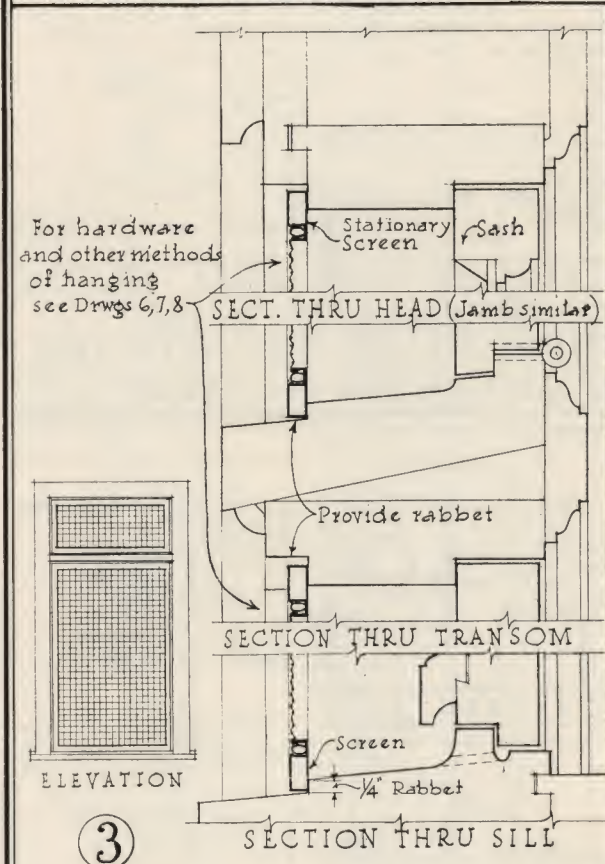 For hardware
and other methods
of hanging
see Drwgs 6,7,8
Stationary
Screen
Sash
SECT. THRU HEAD (Jamb similar)
Provide rabbet
SECTION THRU TRANSOM
Screen
1/4" Rabbet
ELEVATION
3
SECTION THRU SILL